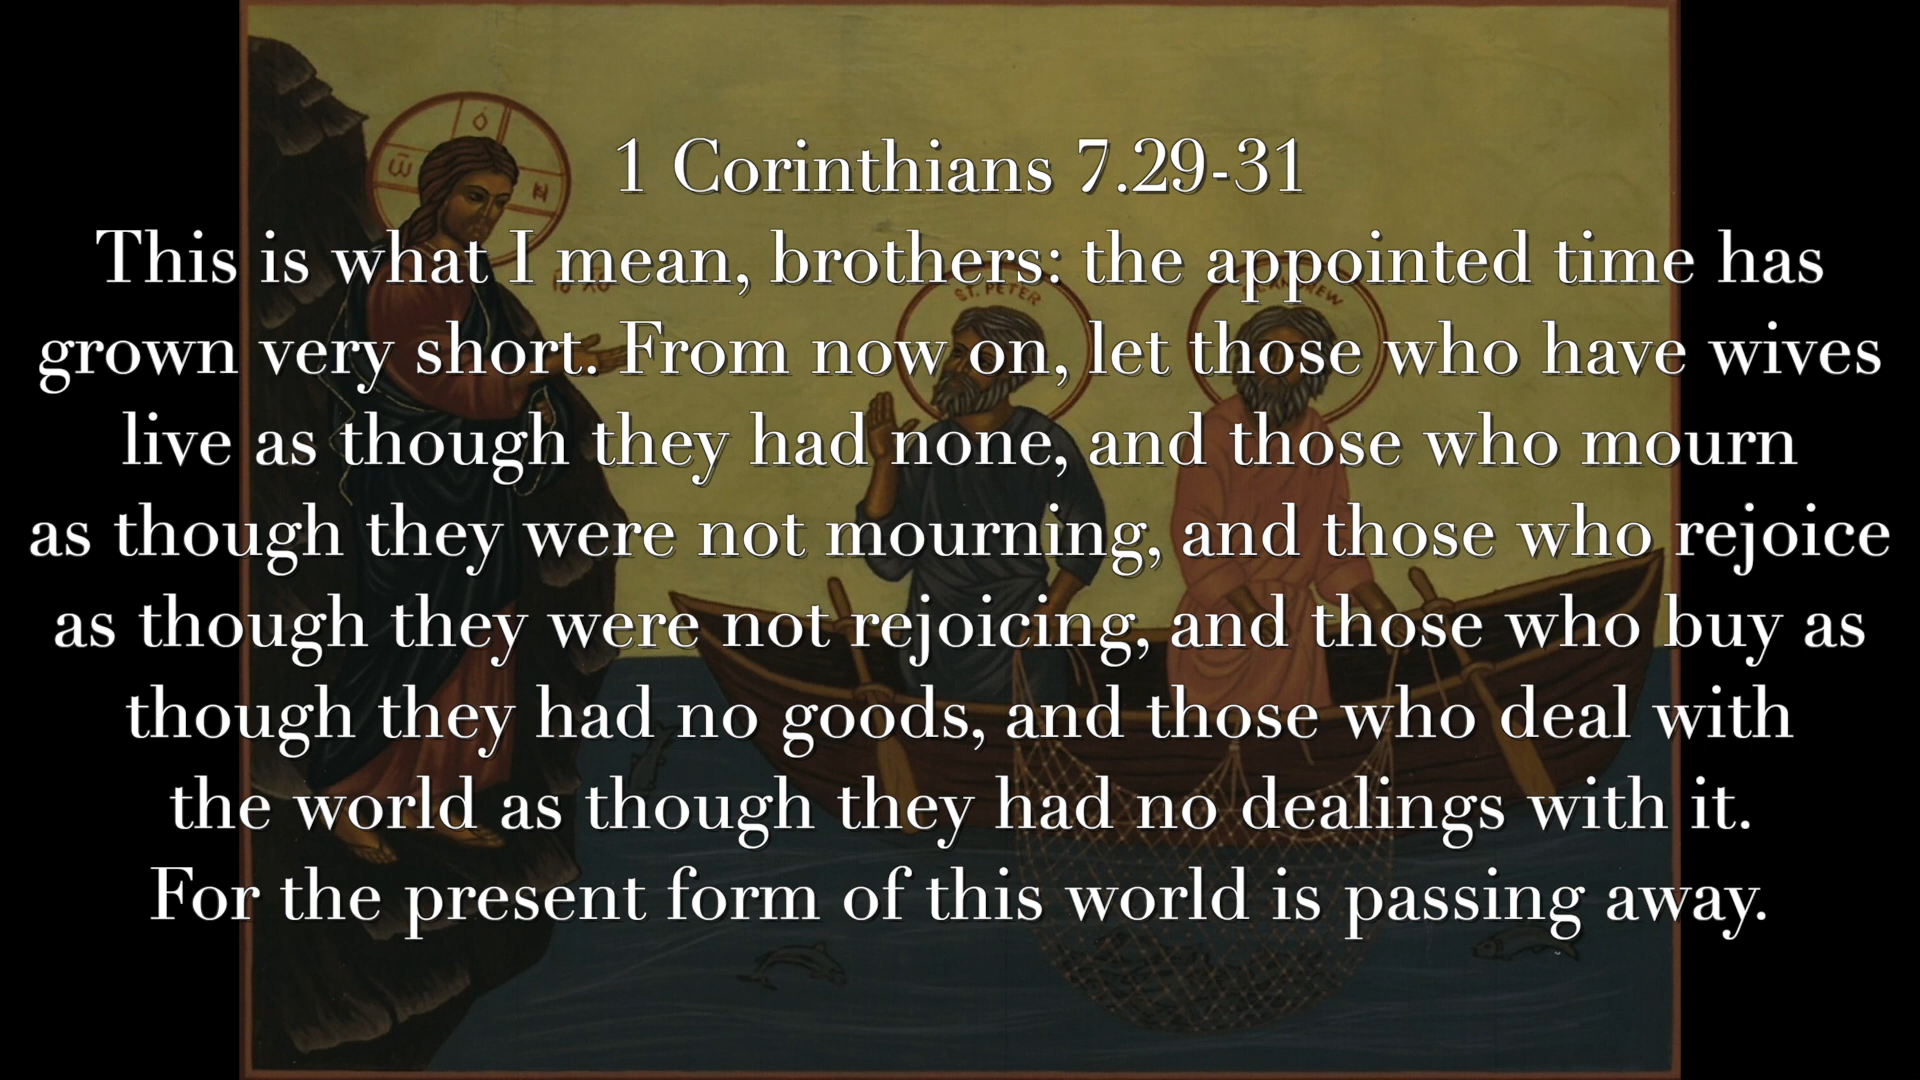 1 Corinthians 7.29-31
This is what I mean, brothers: the appointed time has
grown very short. From now on, let those who have wives
live as though they had none, and those who mourn
as though they were not mourning, and those who rejoice
as though they were not rejoicing, and those who buy as
though they had no goods, and those who deal with
the world as though they had no dealings with it.
For the present form of this world is passing away.
ὁ
ω̄ Ν
ST. PETER